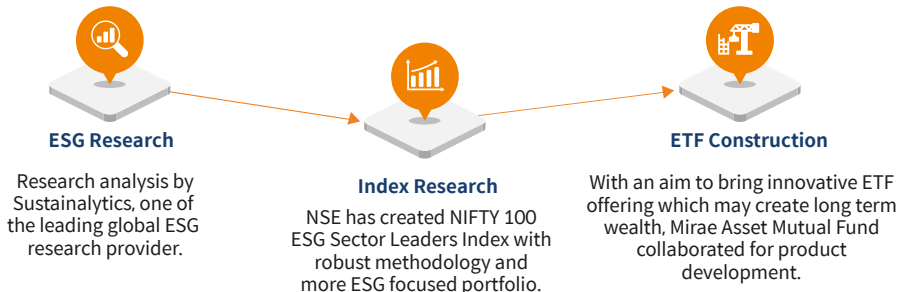 ESG Research
Research analysis by
Sustainalytics, one of
the leading global ESG
research provider.
Index Research
NSE has created NIFTY 100
ESG Sector Leaders Index with
robust methodology and
more ESG focused portfolio.
ETF Construction
With an aim to bring innovative ETF
offering which may create long term
wealth, Mirae Asset Mutual Fund
collaborated for product
development.